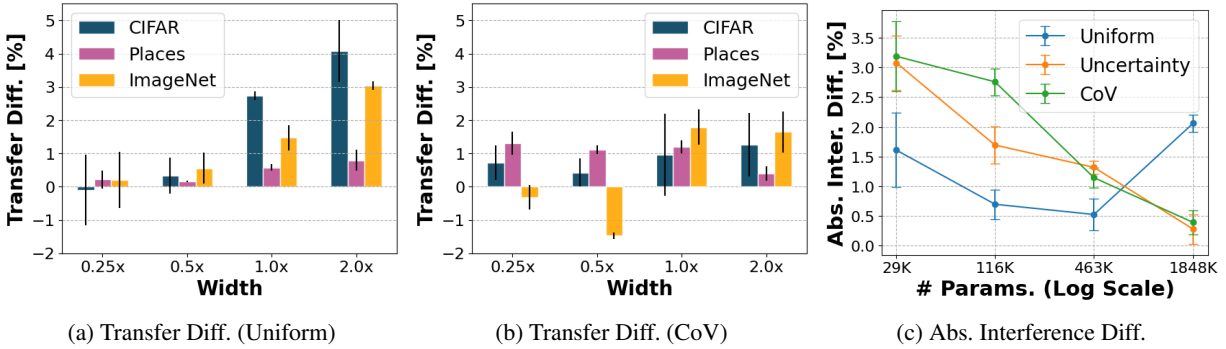 Transfer Diff. [%]
5
4
3
2
1
0
−1
−2
CIFAR
Places
ImageNet
0.25x 0.5x 1.0x 2.0x
Width
(a) Transfer Diff. (Uniform)
Transfer Diff. [%]
5
4
3
2
1
0
−1
−2
CIFAR
Places
ImageNet
0.25x 0.5x 1.0x 2.0x
Width
(b) Transfer Diff. (CoV)
Abs. Inter. Diff. [%]
3.5
3.0
2.5
2.0
1.5
1.0
0.5
0.0
Uniform
Uncertainty
CoV
29K 116K 463K 1848K
# Params. (Log Scale)
(c) Abs. Interference Diff.